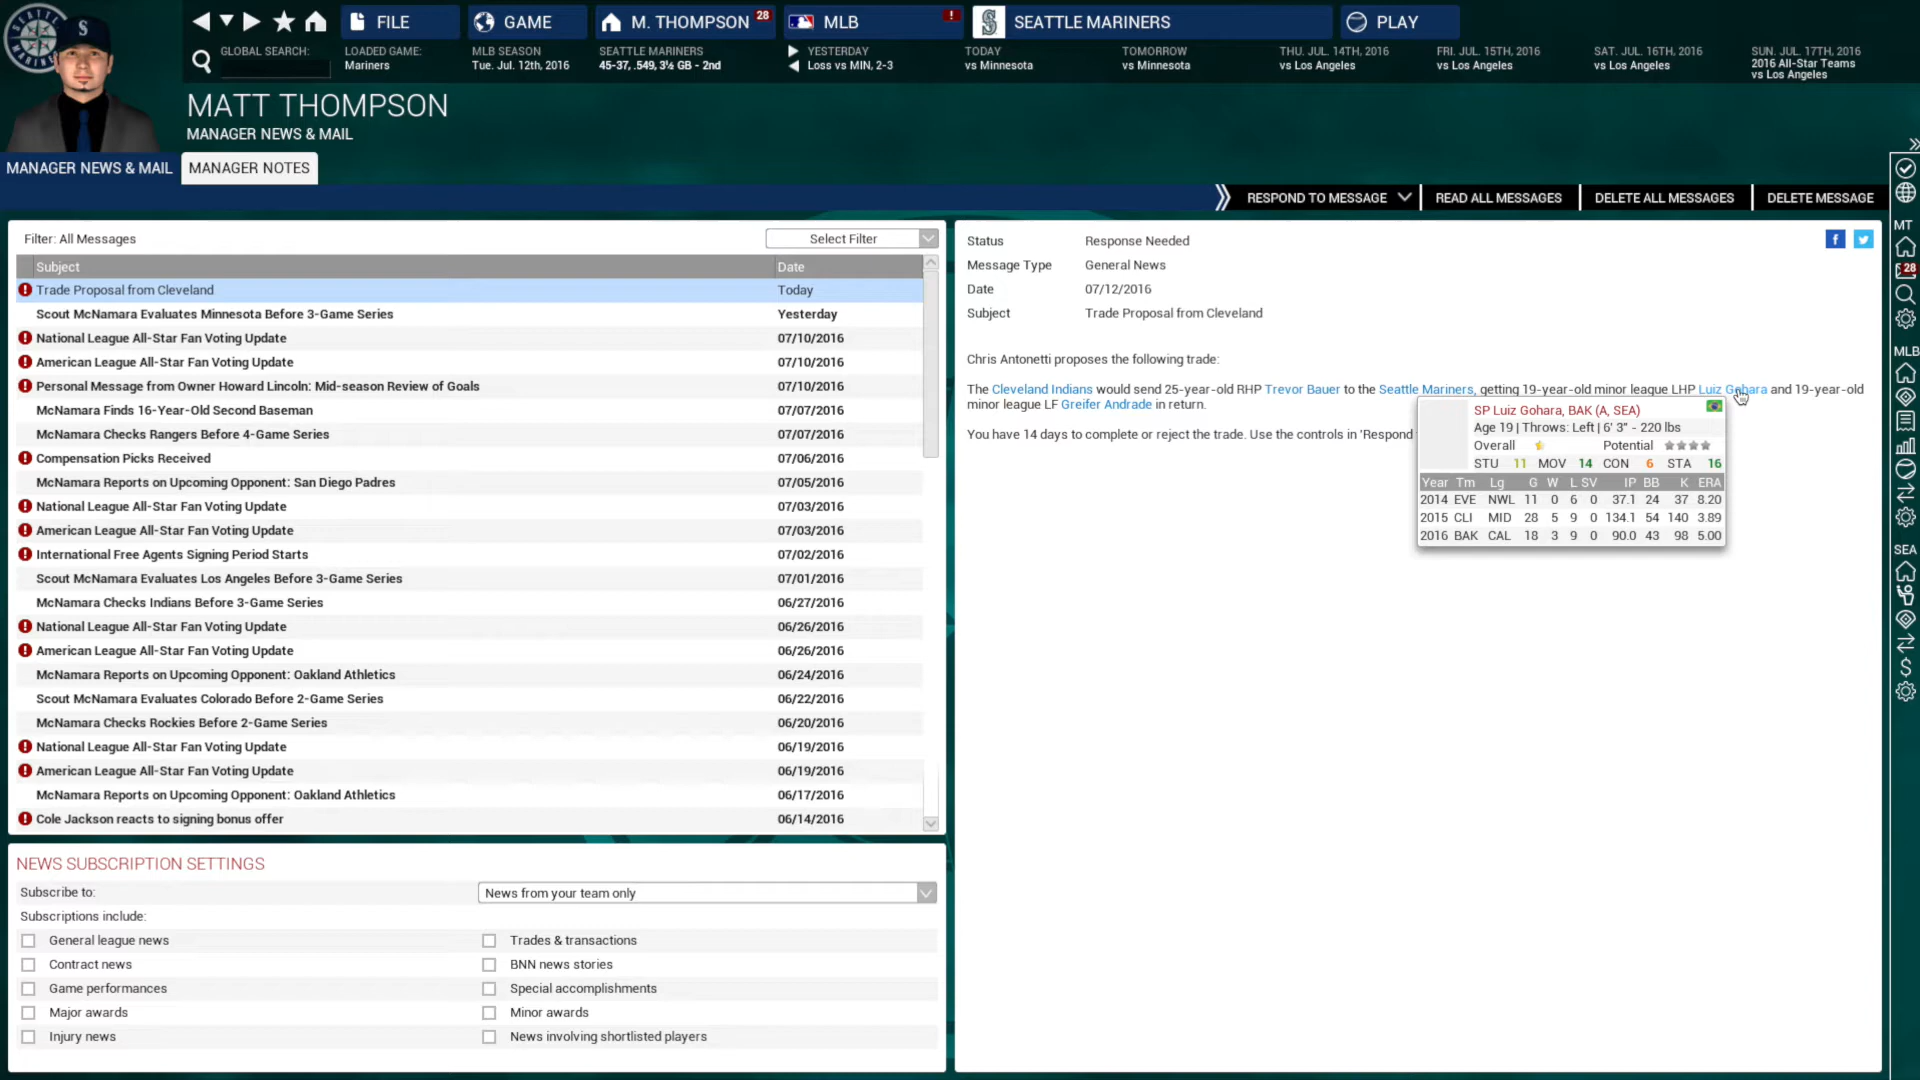 FILE
GAME
M. THOMPSON 28
MLB !
SEATTLE MARINERS
PLAY
GLOBAL SEARCH:
LOADED GAME:
Mariners
MLB SEASON
Tue. Jul. 12th, 2016
SEATTLE MARINERS
45-37, .549, 3½ GB - 2nd
YESTERDAY
Loss vs MIN, 2-3
TODAY
vs Minnesota
TOMORROW
vs Minnesota
THU. JUL. 14TH, 2016
vs Los Angeles
FRI. JUL. 15TH, 2016
vs Los Angeles
SAT. JUL. 16TH, 2016
vs Los Angeles
SUN. JUL. 17TH, 2016
2016 All-Star Teams
vs Los Angeles
MATT THOMPSON
MANAGER NEWS & MAIL
MANAGER NEWS & MAIL
MANAGER NOTES
RESPOND TO MESSAGE
READ ALL MESSAGES
DELETE ALL MESSAGES
DELETE MESSAGE
Filter: All Messages
Select Filter
Subject Date
Trade Proposal from Cleveland Today
Scout McNamara Evaluates Minnesota Before 3-Game Series Yesterday
National League All-Star Fan Voting Update 07/10/2016
American League All-Star Fan Voting Update 07/10/2016
Personal Message from Owner Howard Lincoln: Mid-season Review of Goals 07/10/2016
McNamara Finds 16-Year-Old Second Baseman 07/07/2016
McNamara Checks Rangers Before 4-Game Series 07/07/2016
Compensation Picks Received 07/06/2016
McNamara Reports on Upcoming Opponent: San Diego Padres 07/05/2016
National League All-Star Fan Voting Update 07/03/2016
American League All-Star Fan Voting Update 07/03/2016
International Free Agents Signing Period Starts 07/02/2016
Scout McNamara Evaluates Los Angeles Before 3-Game Series 07/01/2016
McNamara Checks Indians Before 3-Game Series 06/27/2016
National League All-Star Fan Voting Update 06/26/2016
American League All-Star Fan Voting Update 06/26/2016
McNamara Reports on Upcoming Opponent: Oakland Athletics 06/24/2016
Scout McNamara Evaluates Colorado Before 2-Game Series 06/22/2016
McNamara Checks Rockies Before 2-Game Series 06/20/2016
National League All-Star Fan Voting Update 06/19/2016
American League All-Star Fan Voting Update 06/19/2016
McNamara Reports on Upcoming Opponent: Oakland Athletics 06/17/2016
Cole Jackson reacts to signing bonus offer 06/14/2016
NEWS SUBSCRIPTION SETTINGS
Subscribe to: News from your team only
Subscriptions include:
General league news Trades & transactions
Contract news BNN news stories
Game performances Special accomplishments
Major awards Minor awards
Injury news News involving shortlisted players
Status Response Needed
Message Type General News
Date 07/12/2016
Subject Trade Proposal from Cleveland
Chris Antonetti proposes the following trade:
The Cleveland Indians would send 25-year-old RHP Trevor Bauer to the Seattle Mariners, getting 19-year-old minor league LHP Luiz Gohara and 19-year-old
minor league LF Greifer Andrade in return.
You have 14 days to complete or reject the trade. Use the controls in 'Respond
SP Luiz Gohara, BAK (A, SEA)
Age 19 | Throws: Left | 6' 3" - 220 lbs
Overall Potential
STU 11 MOV 14 CON 6 STA 16
Year Tm Lg G W L SV IP BB K ERA
2014 EVE NWL 11 0 6 0 37.1 24 37 8.20
2015 CLI MID 28 5 9 0 134.1 54 140 3.89
2016 BAK CAL 18 3 9 0 90.0 43 98 5.00
MT
28
MLB
SEA